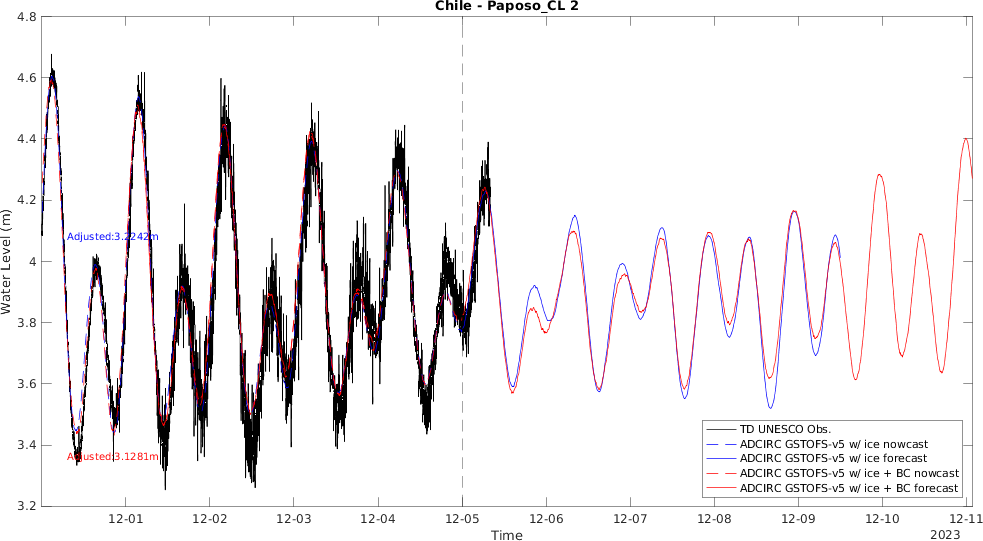 Chile - Paposo_CL 2
4.8
4.6
4.4
4.2
4
3.8
3.6
3.4
3.2
Water Level (m)
Adjusted:3.2242m
Adjusted:3.1281m
TD UNESCO Obs.
ADCIRC GSTOFS-v5 w/ ice nowcast
ADCIRC GSTOFS-v5 w/ ice forecast
ADCIRC GSTOFS-v5 w/ ice + BC nowcast
ADCIRC GSTOFS-v5 w/ ice + BC forecast
12-01 12-02 12-03 12-04 12-05 12-06 12-07 12-08 12-09 12-10 12-11
Time
2023